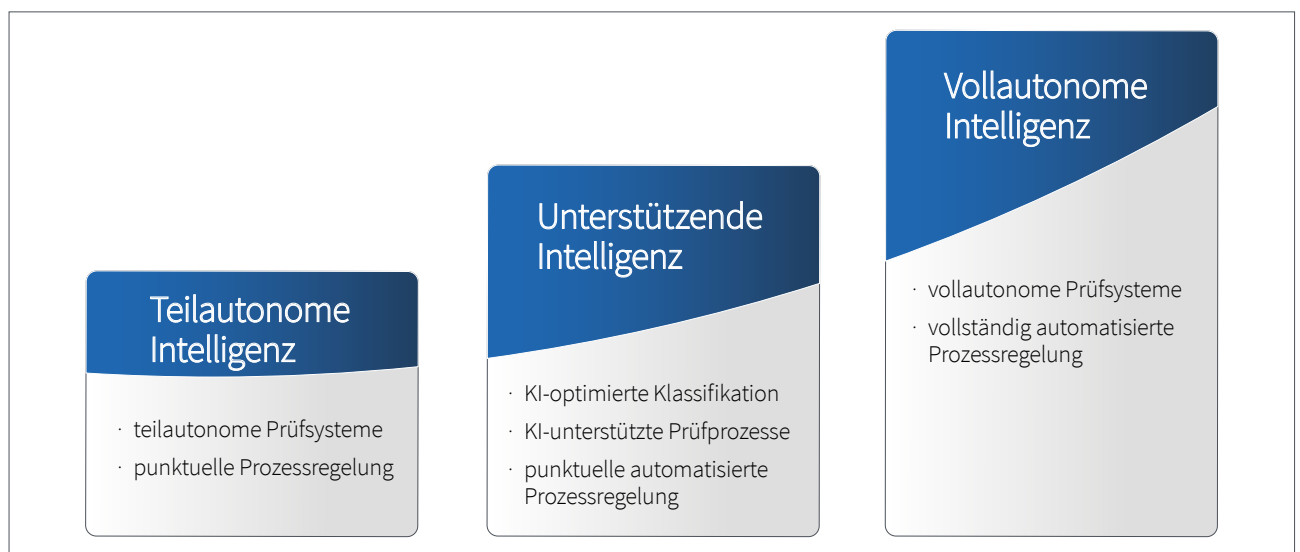 Teilautonome
Intelligenz
· teilautonome Prüfsysteme
· punktuelle Prozessregelung
Unterstützende
Intelligenz
· KI-optimierte Klassifikation
· KI-unterstützte Prüfprozesse
· punktuelle automatisierte
Prozessregelung
Vollautonome
Intelligenz
· vollautonome Prüfsysteme
· vollständig automatisierte
Prozessregelung